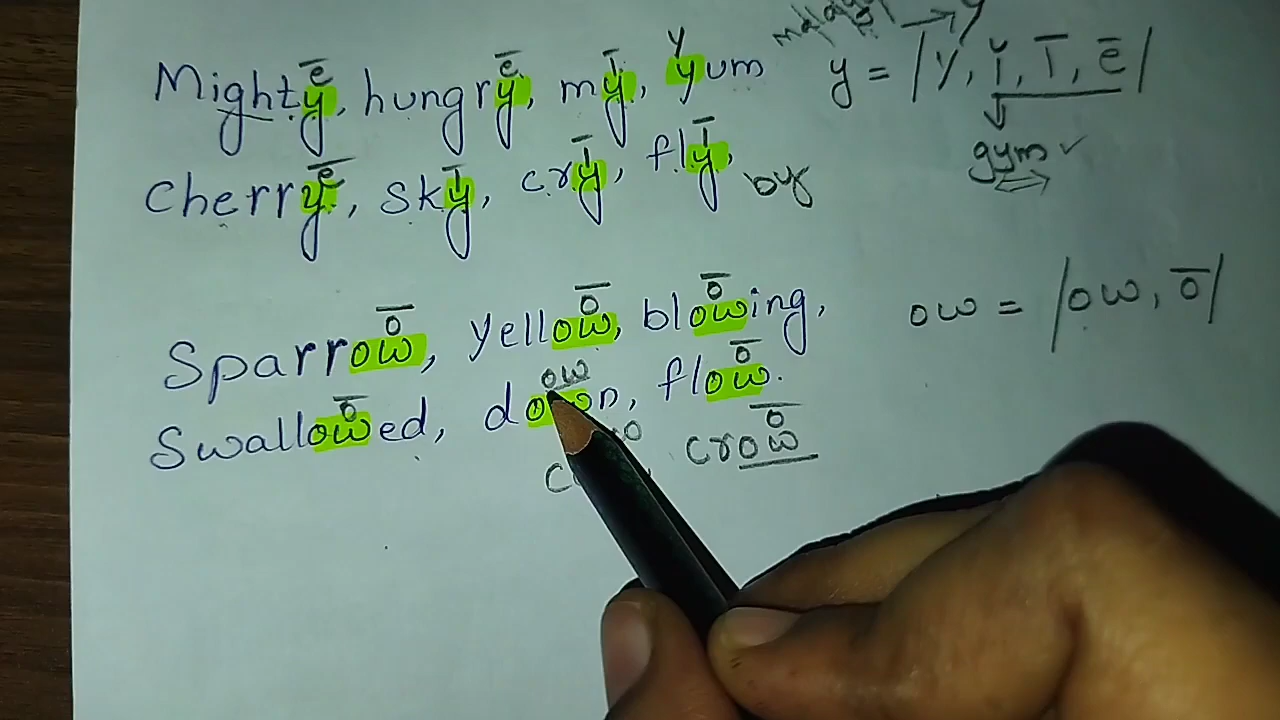 Mighty, hungry, my, yum
y = /y, ĭ, ī, ē/
gym ✓
Cherry, sky, cry, fly, by
Sparrow, yellow, blowing,
ow = /ow, ō/
Swallowed, down, flow.
crow